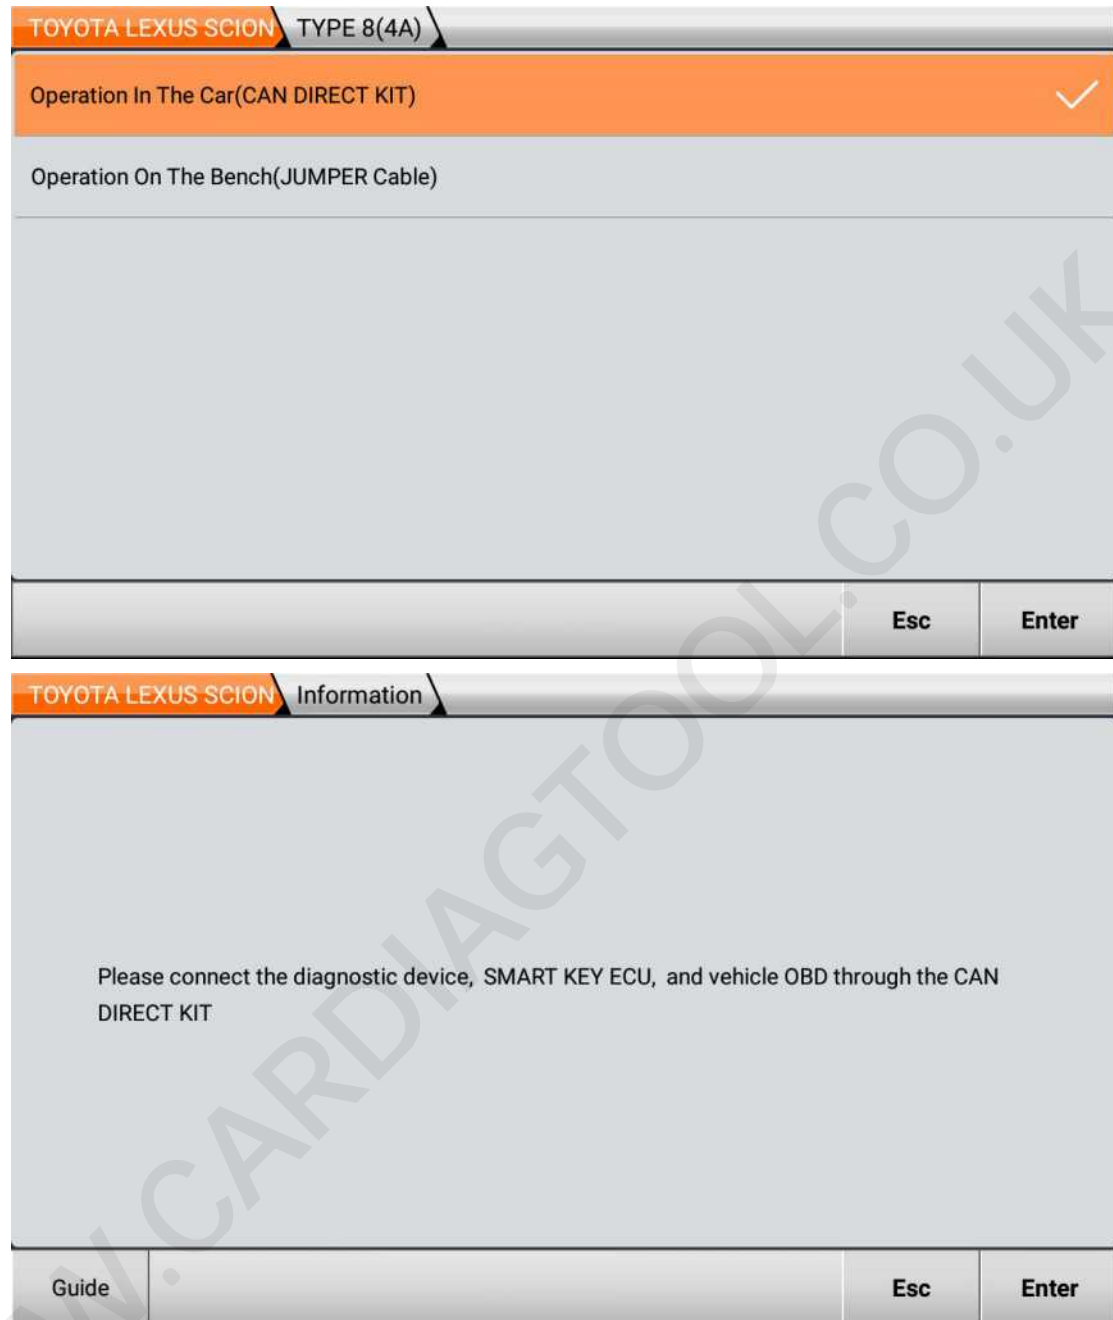 TOYOTA LEXUS SCION TYPE 8(4A)
Operation In The Car(CAN DIRECT KIT)
Operation On The Bench(JUMPER Cable)
Esc Enter
TOYOTA LEXUS SCION Information
Please connect the diagnostic device, SMART KEY ECU, and vehicle OBD through the CAN
DIRECT KIT
Guide Esc Enter
W.CARDIAGTOOL.CO.UK